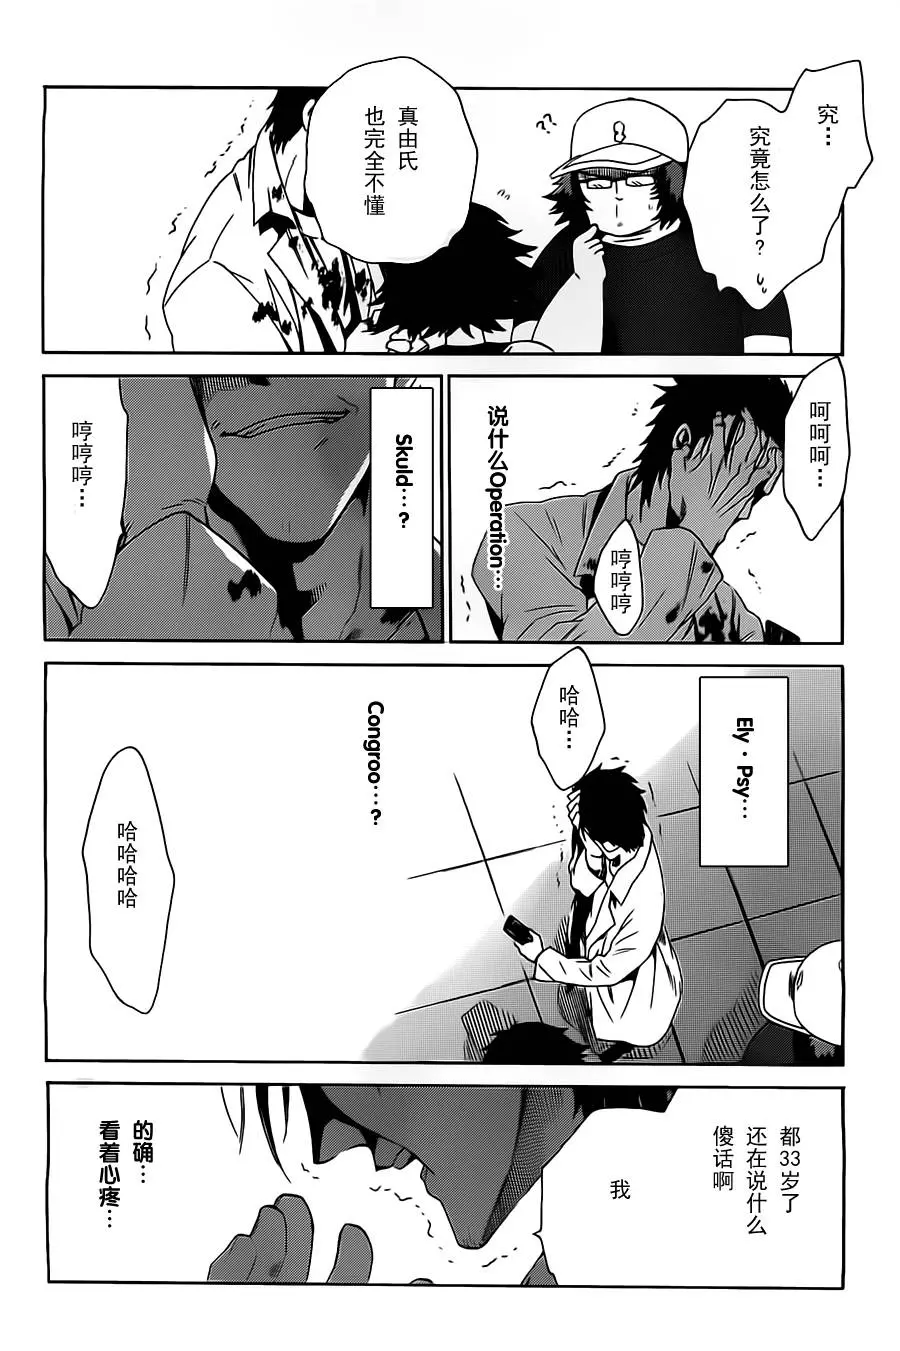 究…
究竟怎么了？
??
真由氏
也完全不懂
呵呵呵…
哼哼哼
说什么Operation…
Skuld…?
哼哼哼…
Ely·Psy…
哈哈…
Congroo…?
哈哈哈哈
都33岁了
还在说什么
傻话啊
我
的确…
看着心疼…